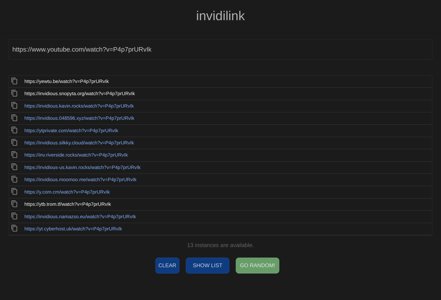 invidilink
https://www.youtube.com/watch?v=P4p7prURvlk
https://yewtu.be/watch?v=P4p7prURvlk
https://invidious.snopyta.org/watch?v=P4p7prURvlk
https://invidious.kavin.rocks/watch?v=P4p7prURvlk
https://invidious.048596.xyz/watch?v=P4p7prURvlk
https://ytprivate.com/watch?v=P4p7prURvlk
https://invidious.silkky.cloud/watch?v=P4p7prURvlk
https://inv.riverside.rocks/watch?v=P4p7prURvlk
https://invidious-us.kavin.rocks/watch?v=P4p7prURvlk
https://invidious.moomoo.me/watch?v=P4p7prURvlk
https://y.com.cm/watch?v=P4p7prURvlk
https://ytb.trom.tf/watch?v=P4p7prURvlk
https://invidious.namazso.eu/watch?v=P4p7prURvlk
https://yt.cyberhost.uk/watch?v=P4p7prURvlk
13 instances are available.
CLEAR SHOW LIST GO RANDOM!